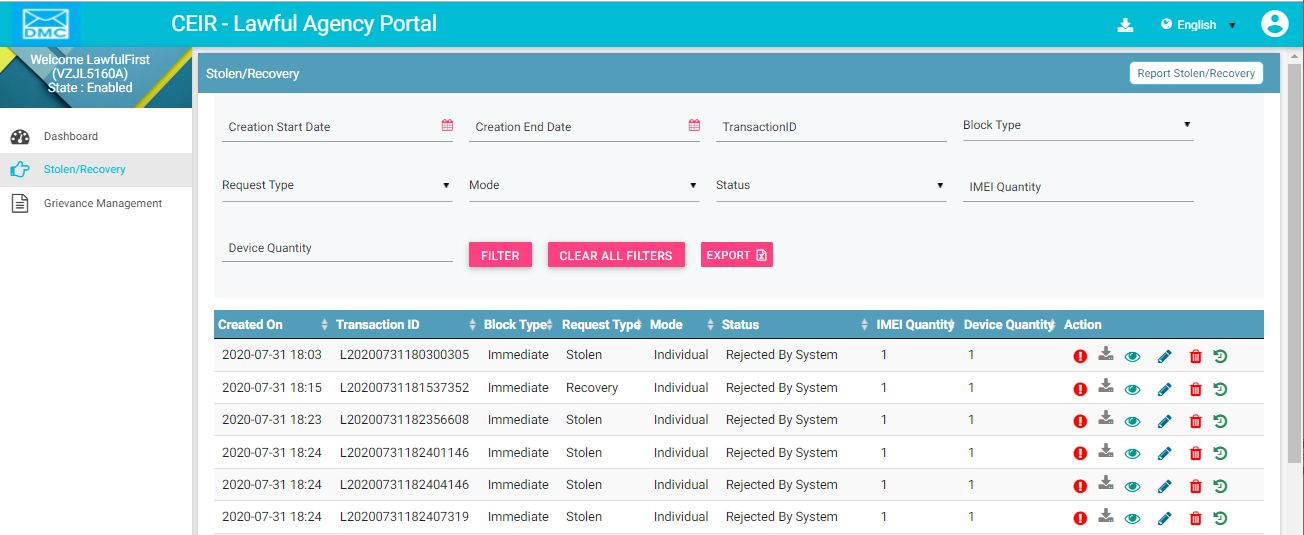 DMC
CEIR - Lawful Agency Portal
English
Welcome LawfulFirst
(VZJL5160A)
State : Enabled
Dashboard
Stolen/Recovery
Grievance Management
Stolen/Recovery
Report Stolen/Recovery
Creation Start Date Creation End Date TransactionID Block Type
Request Type Mode Status IMEI Quantity
Device Quantity FILTER CLEAR ALL FILTERS EXPORT
Created On Transaction ID Block Type Request Type Mode Status IMEI Quantity Device Quantity Action
2020-07-31 18:03 L20200731180300305 Immediate Stolen Individual Rejected By System 1 1
2020-07-31 18:15 L20200731181537352 Immediate Recovery Individual Rejected By System 1 1
2020-07-31 18:23 L20200731182356608 Immediate Stolen Individual Rejected By System 1 1
2020-07-31 18:24 L20200731182401146 Immediate Stolen Individual Rejected By System 1 1
2020-07-31 18:24 L20200731182404146 Immediate Stolen Individual Rejected By System 1 1
2020-07-31 18:24 L20200731182407319 Immediate Stolen Individual Rejected By System 1 1